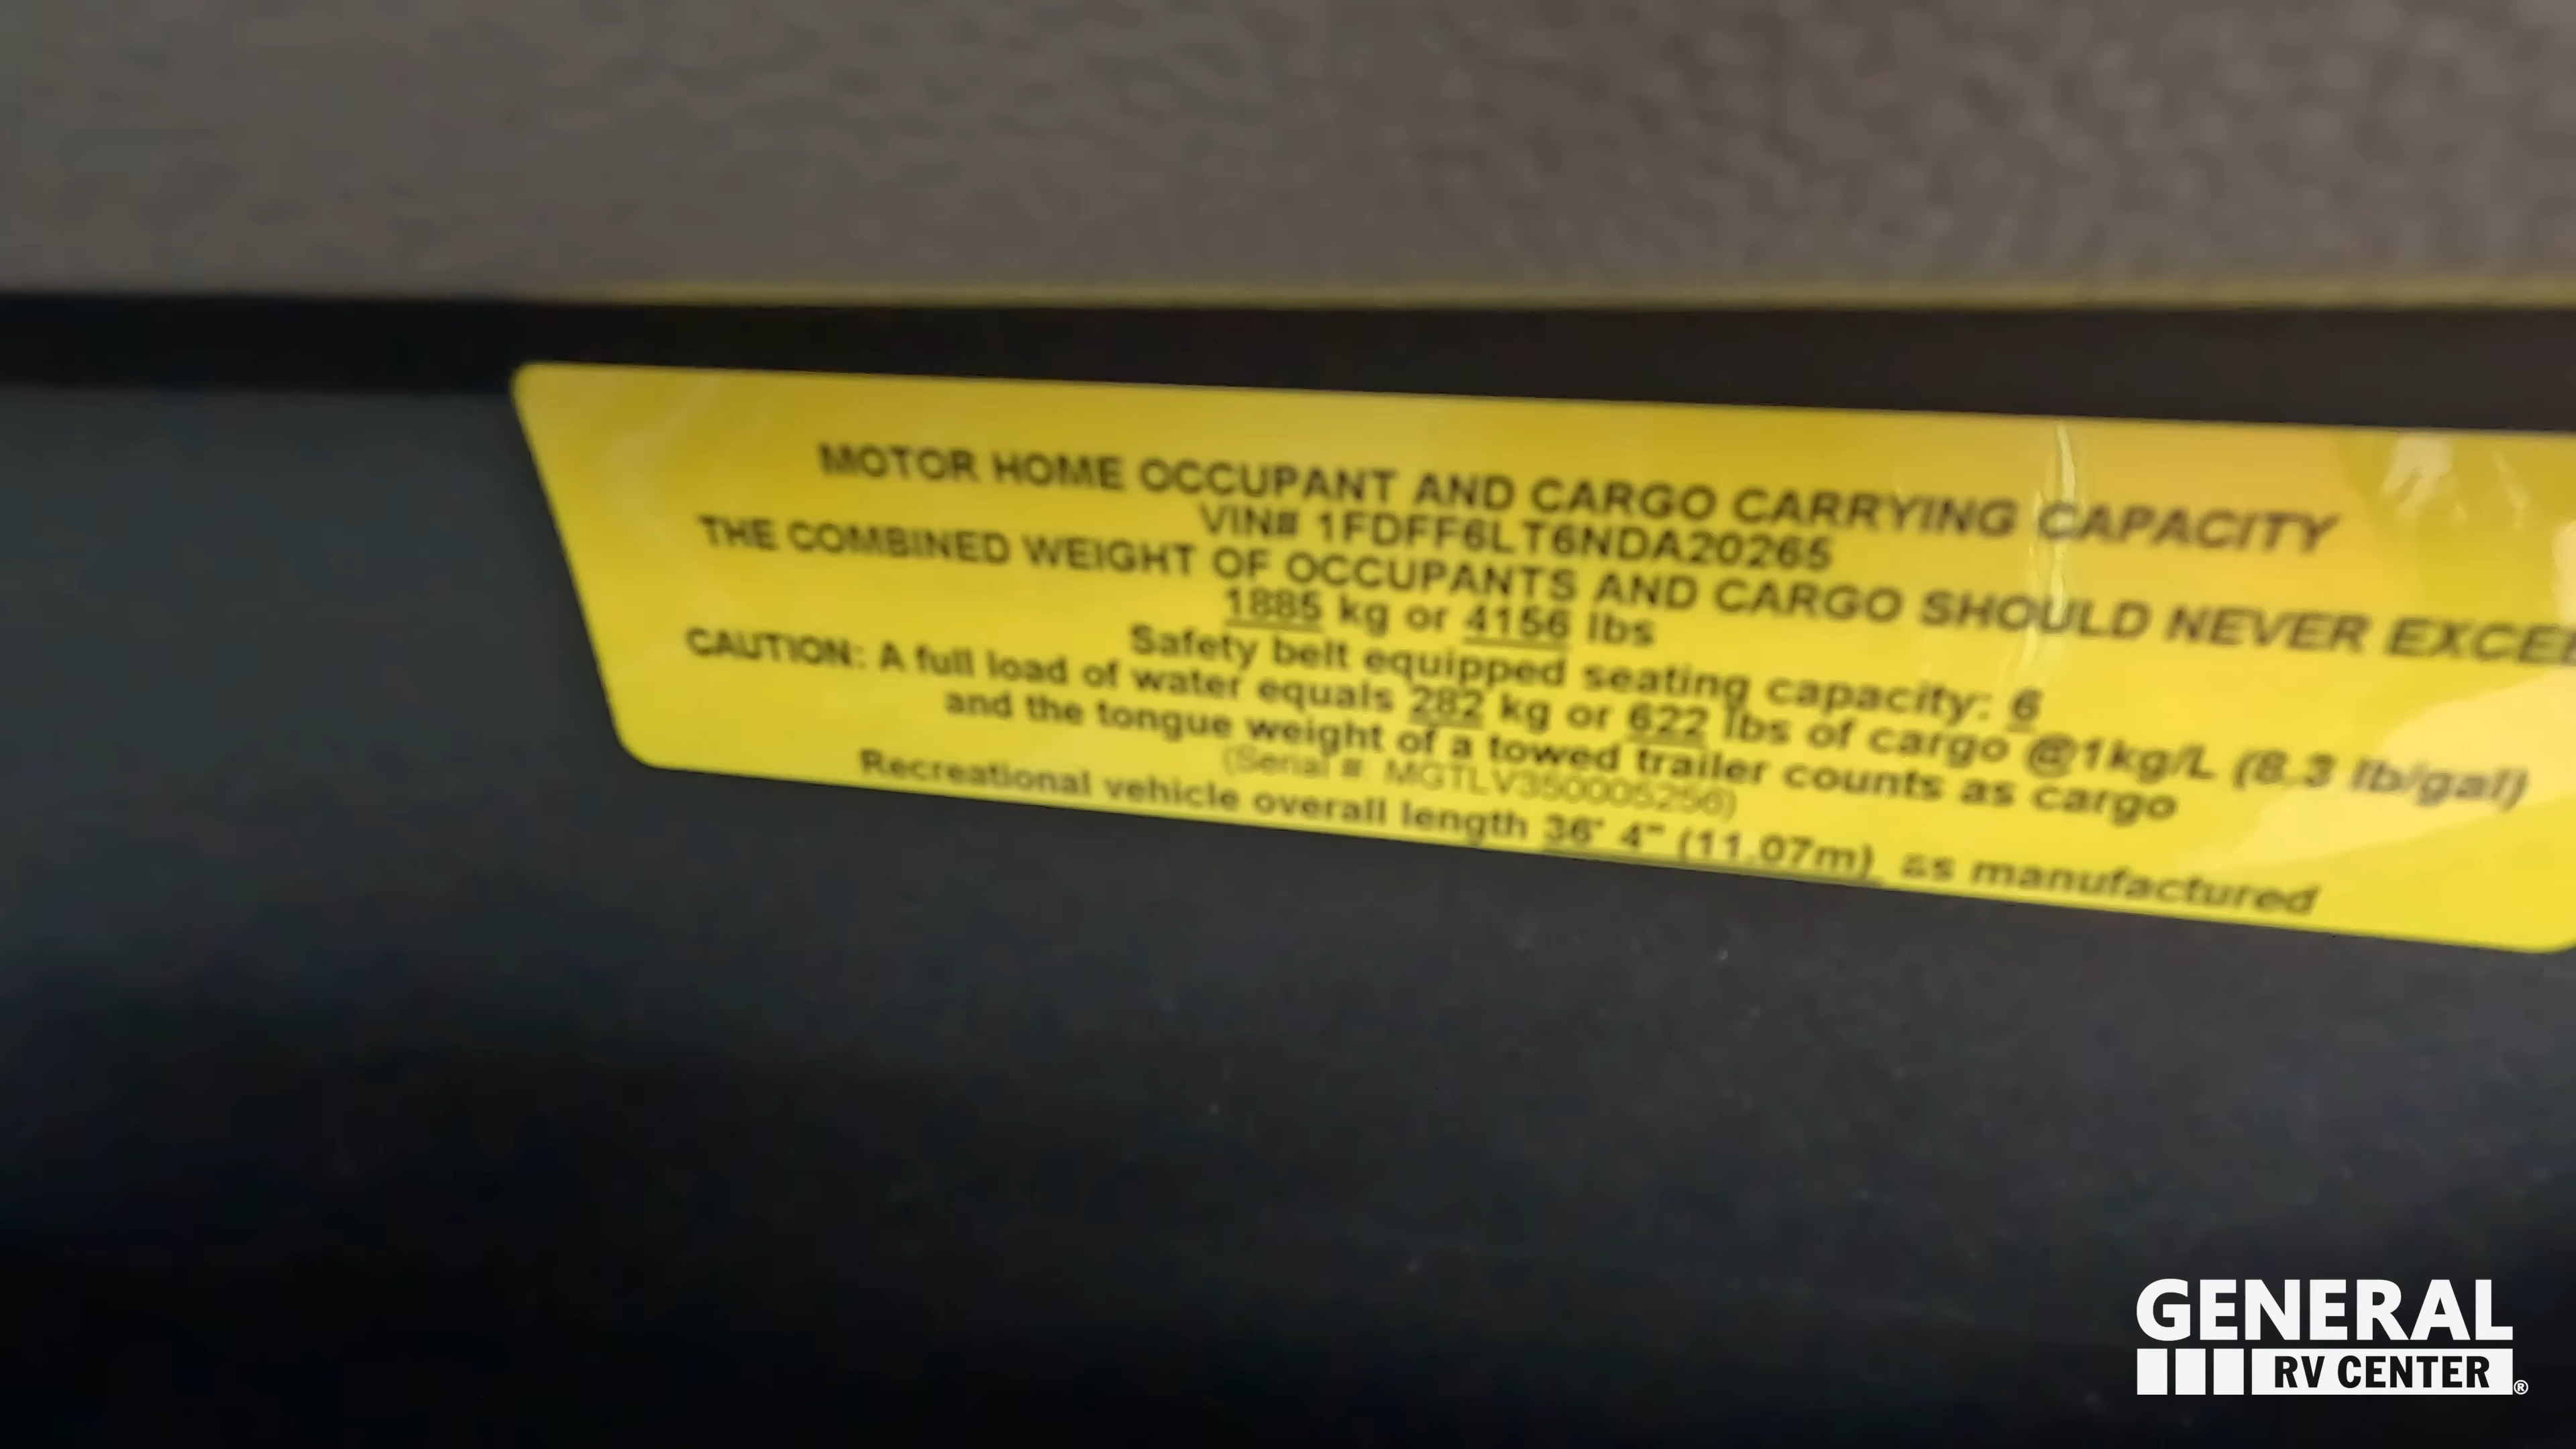 MOTOR HOME OCCUPANT AND CARGO CARRYING CAPACITY
VIN# 1FDFF6LT6NDA20265
THE COMBINED WEIGHT OF OCCUPANTS AND CARGO SHOULD NEVER EXCEE
1885 kg or 4156 lbs
Safety belt equipped seating capacity: 6
CAUTION: A full load of water equals 282 kg or 622 lbs of cargo @1kg/L (8.3 lb/gal)
and the tongue weight of a towed trailer counts as cargo
(Serial # MGTLV350005256)
Recreational vehicle overall length 36' 4" (11.07m) as manufactured
GENERAL
RV CENTER®